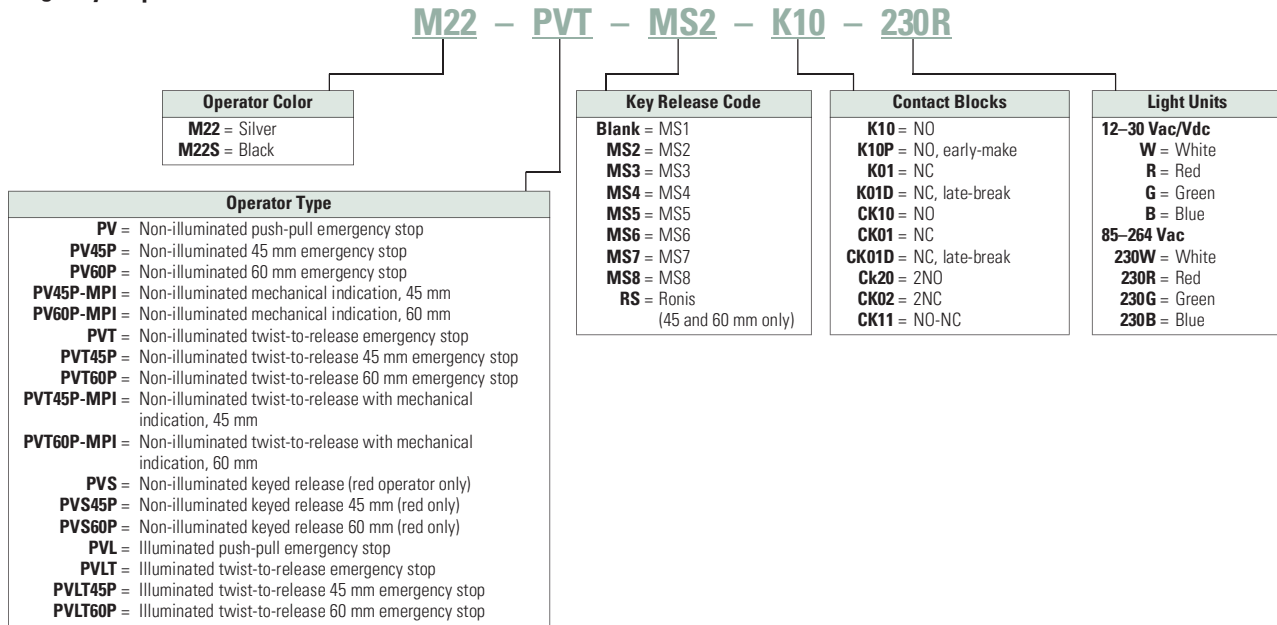 M22 – PVT – MS2 – K10 – 230R
Operator Color
M22 = Silver
M22S = Black
Operator Type
PV = Non-illuminated push-pull emergency stop
PV45P = Non-illuminated 45 mm emergency stop
PV60P = Non-illuminated 60 mm emergency stop
PV45P-MPI = Non-illuminated mechanical indication, 45 mm
PV60P-MPI = Non-illuminated mechanical indication, 60 mm
PVT = Non-illuminated twist-to-release emergency stop
PVT45P = Non-illuminated twist-to-release 45 mm emergency stop
PVT60P = Non-illuminated twist-to-release 60 mm emergency stop
PVT45P-MPI = Non-illuminated twist-to-release with mechanical
indication, 45 mm
PVT60P-MPI = Non-illuminated twist-to-release with mechanical
indication, 60 mm
PVS = Non-illuminated keyed release (red operator only)
PVS45P = Non-illuminated keyed release 45 mm (red only)
PVS60P = Non-illuminated keyed release 60 mm (red only)
PVL = Illuminated push-pull emergency stop
PVLT = Illuminated twist-to-release emergency stop
PVLT45P = Illuminated twist-to-release 45 mm emergency stop
PVLT60P = Illuminated twist-to-release 60 mm emergency stop
Key Release Code
Blank = MS1
MS2 = MS2
MS3 = MS3
MS4 = MS4
MS5 = MS5
MS6 = MS6
MS7 = MS7
MS8 = MS8
RS = Ronis
(45 and 60 mm only)
Contact Blocks
K10 = NO
K10P = NO, early-make
K01 = NC
K01D = NC, late-break
CK10 = NO
CK01 = NC
CK01D = NC, late-break
Ck20 = 2NO
CK02 = 2NC
CK11 = NO-NC
Light Units
12–30 Vac/Vdc
W = White
R = Red
G = Green
B = Blue
85–264 Vac
230W = White
230R = Red
230G = Green
230B = Blue